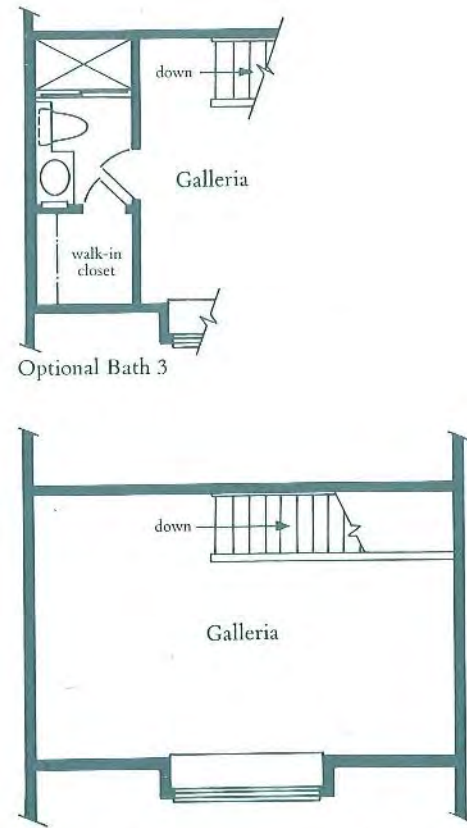 down
Galleria
walk-in
closet
Optional Bath 3
down
Galleria